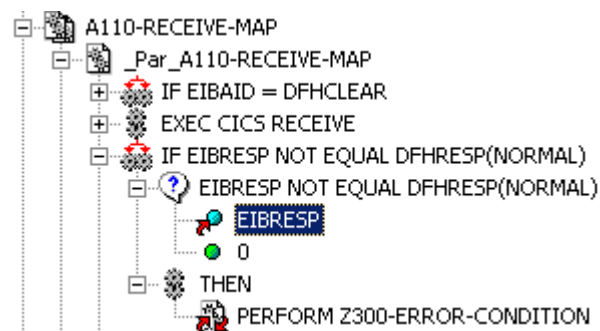 A110-RECEIVE-MAP
_Par_A110-RECEIVE-MAP
IF EIBAID = DFHCLEAR
EXEC CICS RECEIVE
IF EIBRESP NOT EQUAL DFHRESP(NORMAL)
EIBRESP NOT EQUAL DFHRESP(NORMAL)
EIBRESP
0
THEN
PERFORM Z300-ERROR-CONDITION